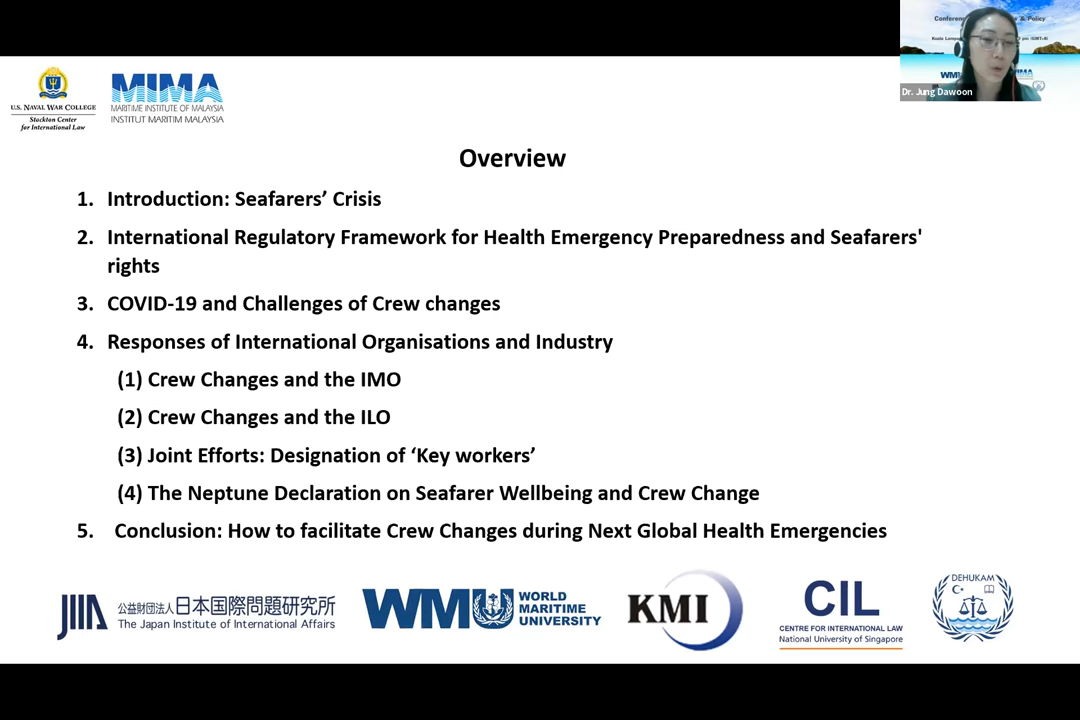 U.S. NAVAL WAR COLLEGE
Stockton Center
for International Law
MIMA
MARITIME INSTITUTE OF MALAYSIA
INSTITUT MARITIM MALAYSIA
& Policy
Dr. Jung Dawoon
Overview
1. Introduction: Seafarers’ Crisis
2. International Regulatory Framework for Health Emergency Preparedness and Seafarers'
rights
3. COVID-19 and Challenges of Crew changes
4. Responses of International Organisations and Industry
(1) Crew Changes and the IMO
(2) Crew Changes and the ILO
(3) Joint Efforts: Designation of ‘Key workers’
(4) The Neptune Declaration on Seafarer Wellbeing and Crew Change
5. Conclusion: How to facilitate Crew Changes during Next Global Health Emergencies
JIIA
公益財団法人日本国際問題研究所
The Japan Institute of International Affairs
WMU
WORLD
MARITIME
UNIVERSITY
KMI
CIL
CENTRE FOR INTERNATIONAL LAW
National University of Singapore
DEHUKAM